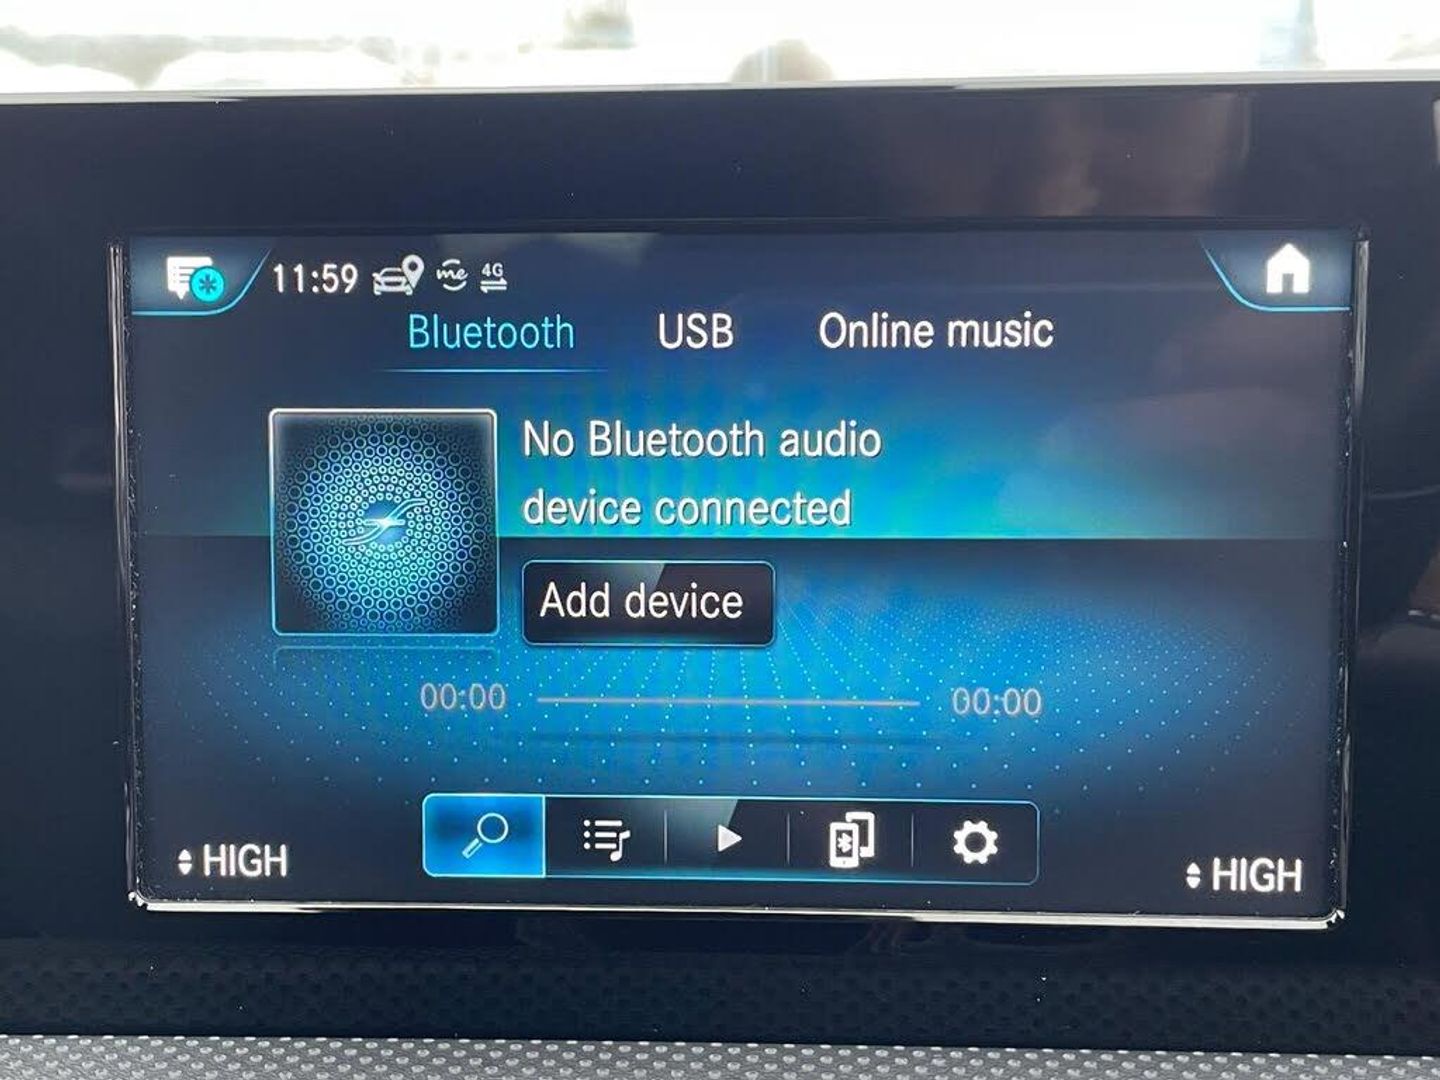 11:59 me 4G
Bluetooth USB Online music
No Bluetooth audio
device connected
Add device
00:00 00:00
HIGH HIGH